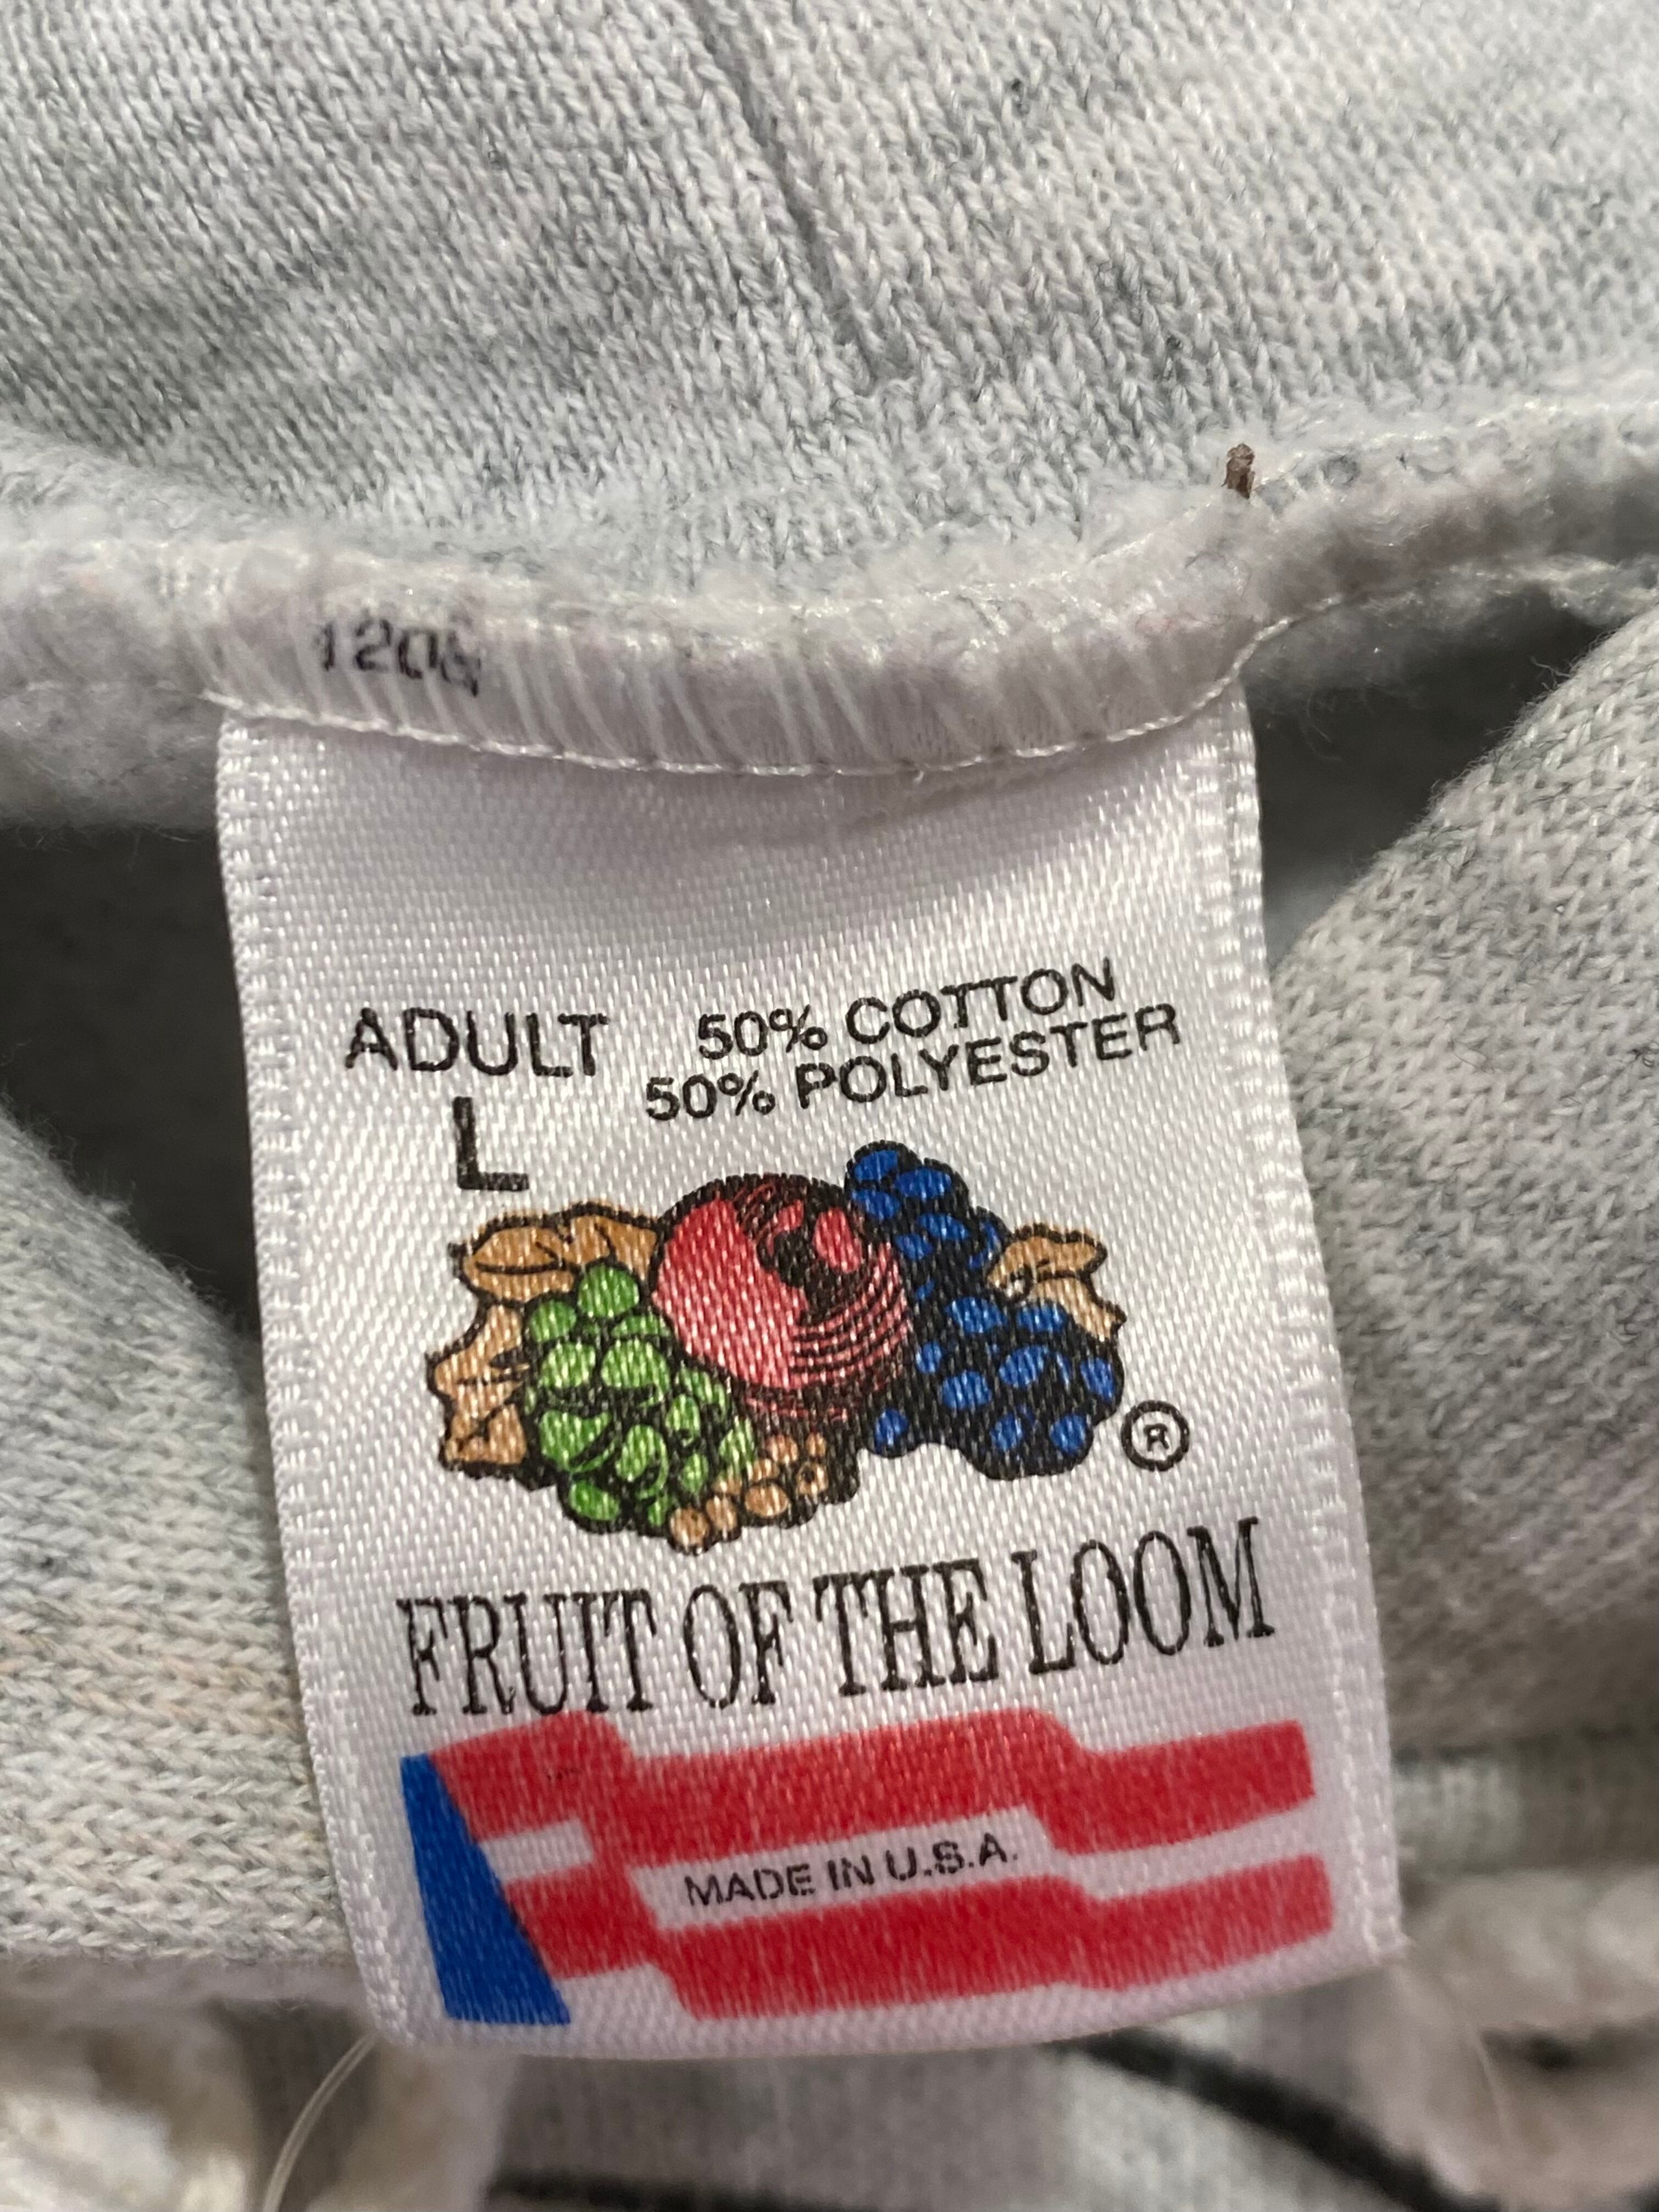 ADULT
L
50% COTTON
50% POLYESTER
®
FRUIT OF THE LOOM
MADE IN U.S.A.